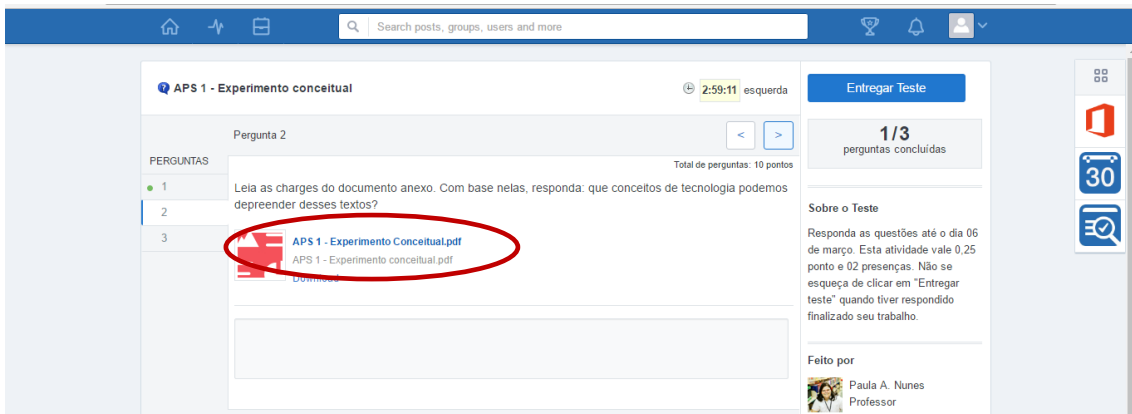 Search posts, groups, users and more
APS 1 - Experimento conceitual
2:59:11 esquerda
Entregar Teste
Pergunta 2
<
>
1/3
perguntas concluídas
PERGUNTAS
Total de perguntas: 10 pontos
1
2
3
Leia as charges do documento anexo. Com base nelas, responda: que conceitos de tecnologia podemos
depreender desses textos?
APS 1 - Experimento Conceitual.pdf
APS 1 - Experimento conceitual.pdf
Download
Sobre o Teste
Responda as questões até o dia 06
de março. Esta atividade vale 0,25
ponto e 02 presenças. Não se
esqueça de clicar em "Entregar
teste" quando tiver respondido
finalizado seu trabalho.
Feito por
Paula A. Nunes
Professor
30